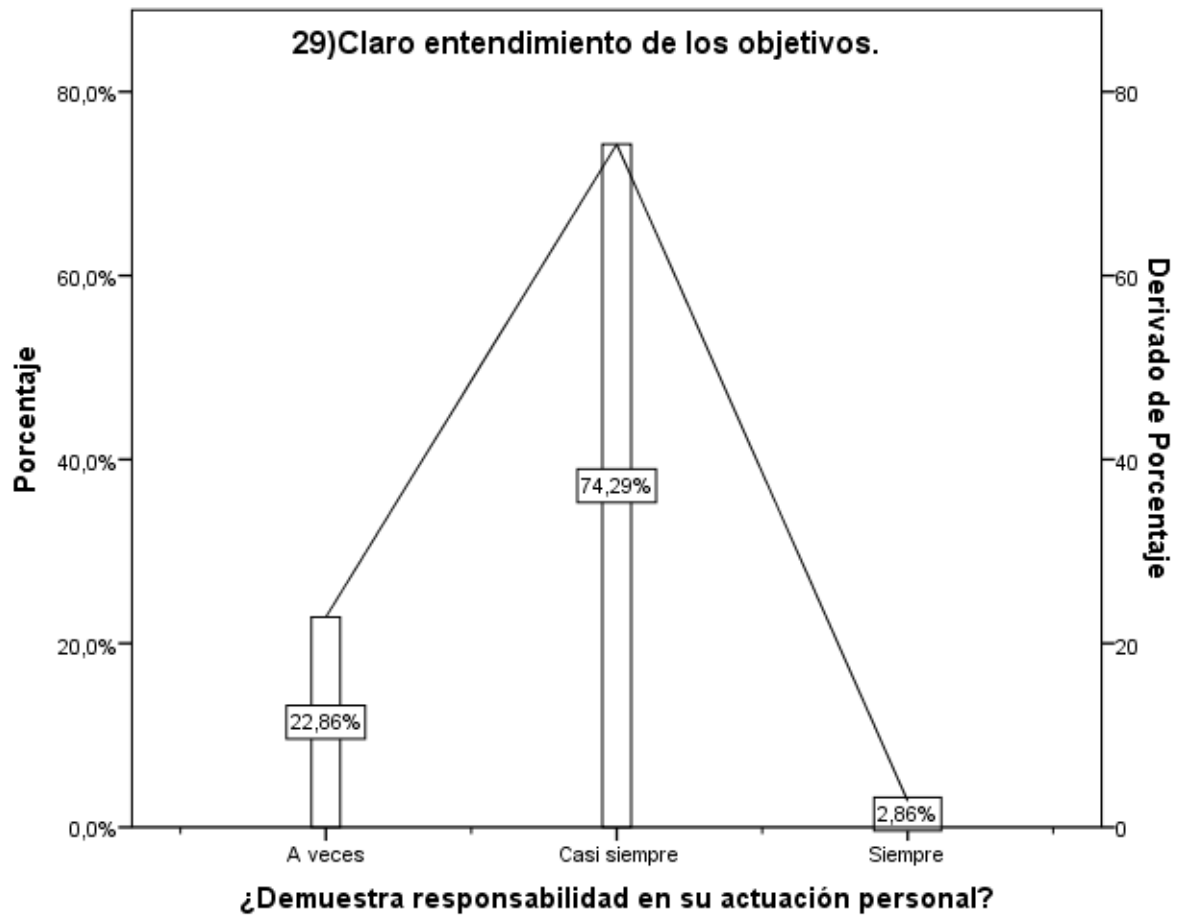 29)Claro entendimiento de los objetivos.
Porcentaje
80,0%
60,0%
40,0%
20,0%
0,0%
22,86%
74,29%
2,86%
80
60
40
20
0
Derivado de Porcentaje
A veces
Casi siempre
Siempre
¿Demuestra responsabilidad en su actuación personal?